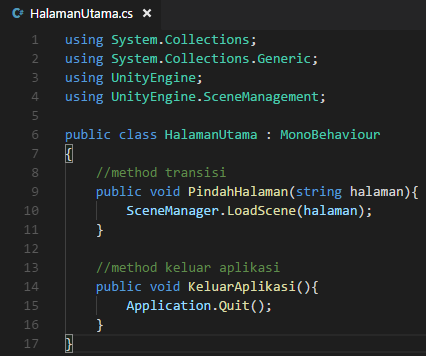 HalamanUtama.cs
1 using System.Collections;
2 using System.Collections.Generic;
3 using UnityEngine;
4 using UnityEngine.SceneManagement;
5
6 public class HalamanUtama : MonoBehaviour
7 {
8 //method transisi
9 public void PindahHalaman(string halaman){
10 SceneManager.LoadScene(halaman);
11 }
12
13 //method keluar aplikasi
14 public void KeluarAplikasi(){
15 Application.Quit();
16 }
17 }